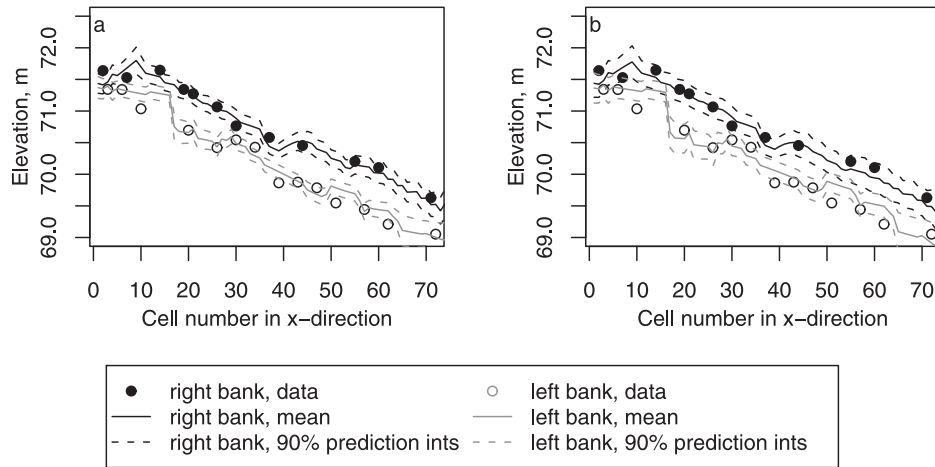 a
Elevation, m
72.0
71.0
70.0
69.0
0 10 20 30 40 50 60 70
Cell number in x−direction
b
Elevation, m
72.0
71.0
70.0
69.0
0 10 20 30 40 50 60 70
Cell number in x−direction
right bank, data
right bank, mean
right bank, 90% prediction ints
left bank, data
left bank, mean
left bank, 90% prediction ints